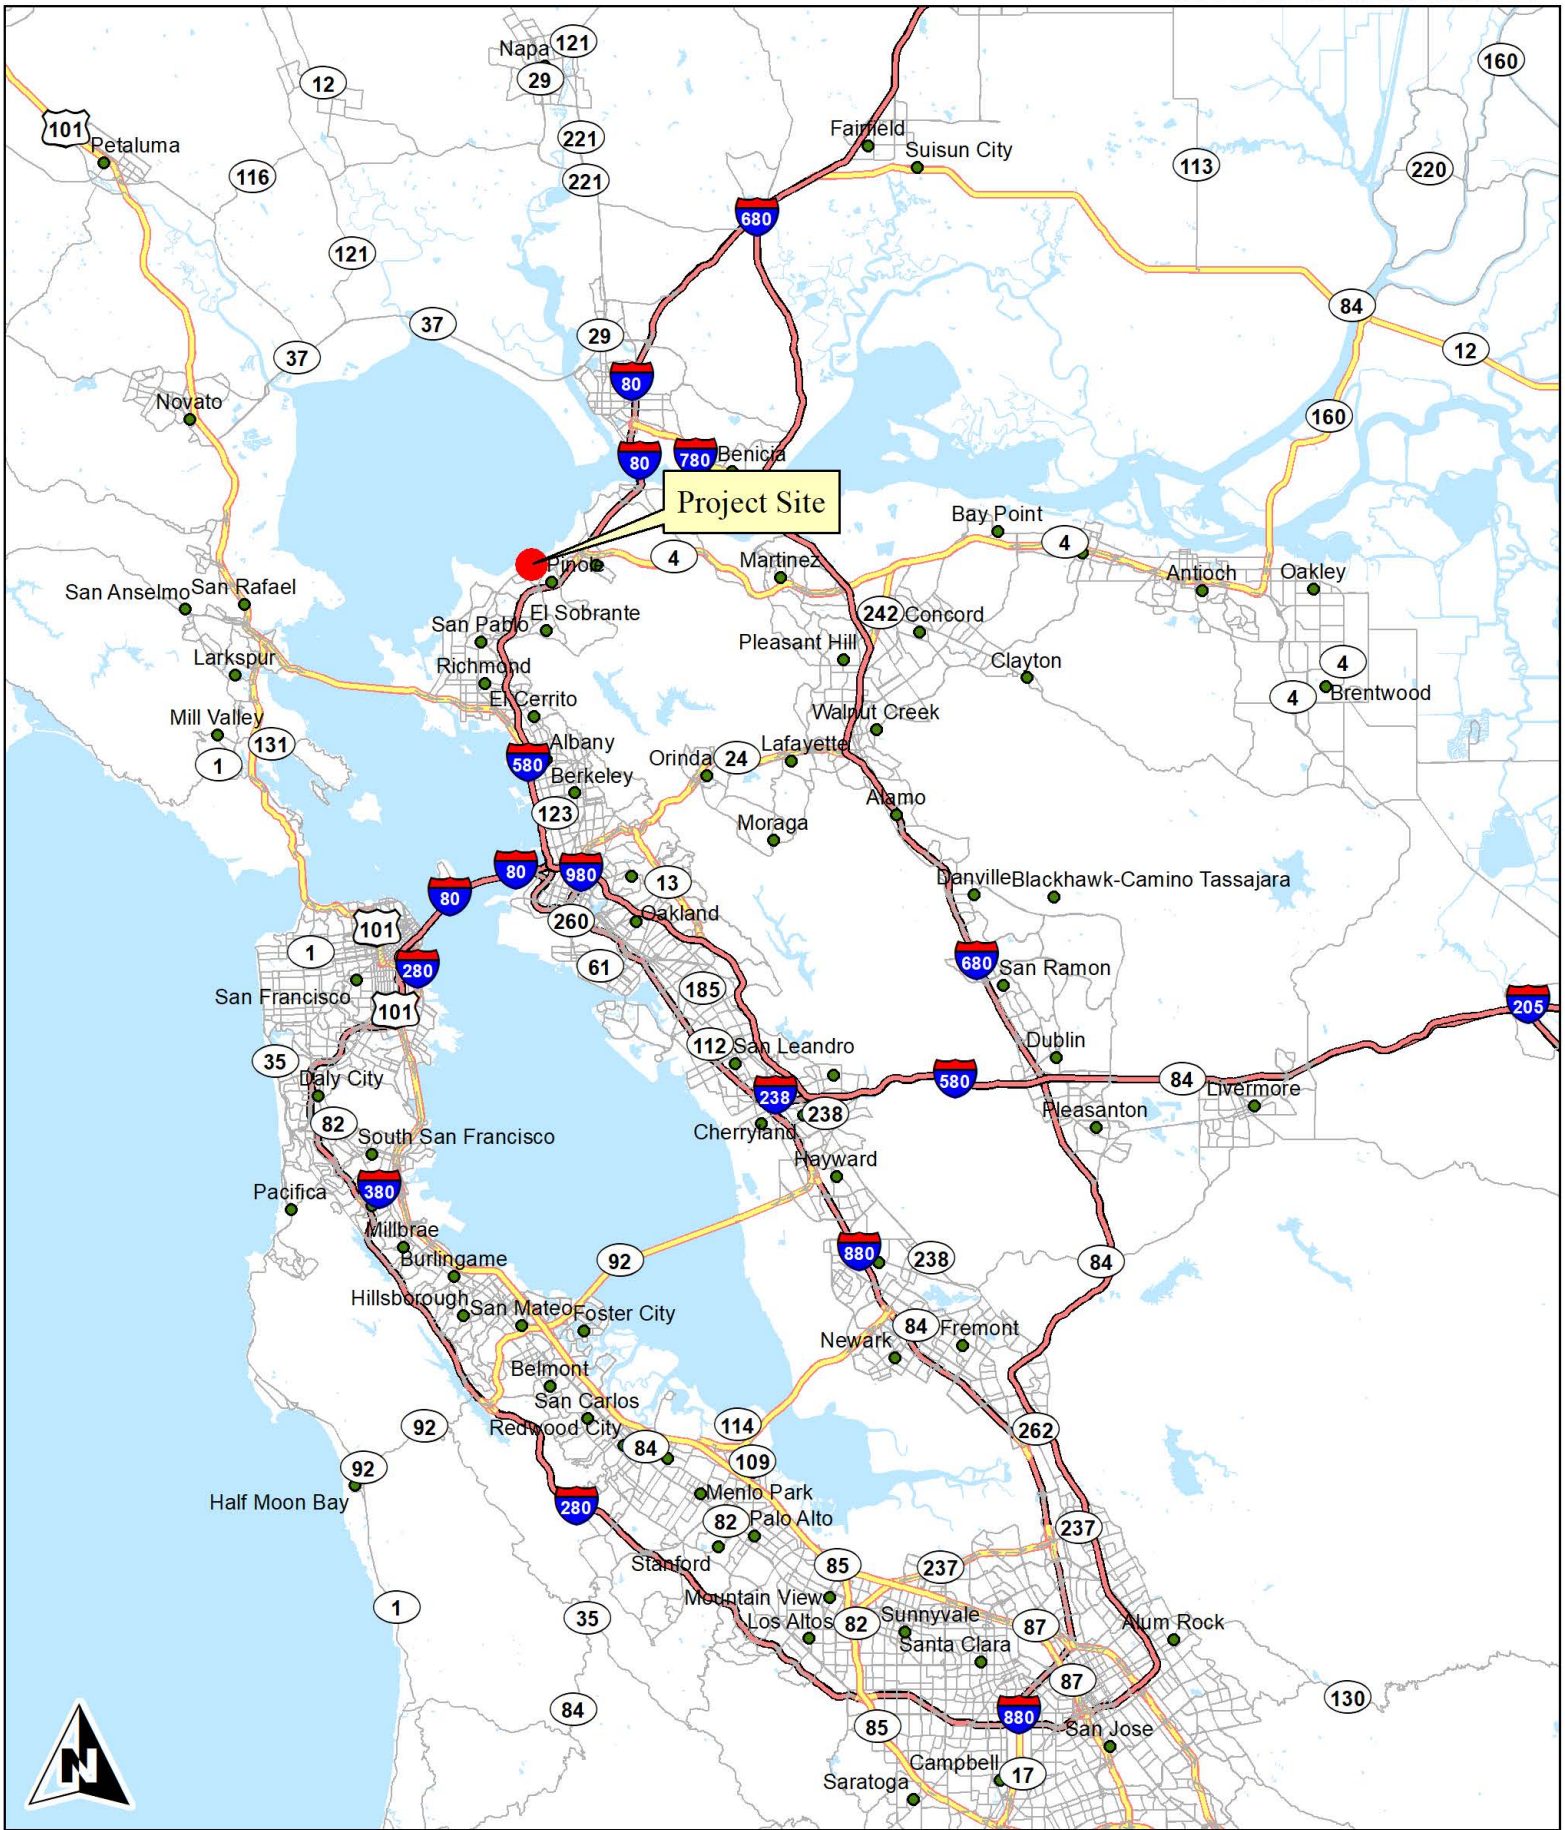 Napa
121
160
12
29
101
Petaluma
221
Fairfield
Suisun City
116
221
113
220
680
121
84
37
29
12
37
80
Novato
160
80
780
Benicia
Project Site
Bay Point
4
4
Pinole
Martinez
Antioch
Oakley
San Anselmo
San Rafael
El Sobrante
242
Concord
San Pablo
Pleasant Hill
Larkspur
Richmond
Clayton
4
4
Brentwood
El Cerrito
Mill Valley
Walnut Creek
131
Albany
Lafayette
1
580
Orinda
24
Berkeley
Alamo
123
Moraga
80
980
13
Danville
Blackhawk-Camino Tassajara
80
Oakland
101
260
1
280
61
680
San Ramon
San Francisco
185
101
205
112
San Leandro
Dublin
35
Daly City
580
84
Livermore
238
238
Pleasanton
82
Cherryland
South San Francisco
Hayward
Pacifica
380
Millbrae
Burlingame
92
880
238
84
Hillsborough
San Mateo
Foster City
84
Fremont
Newark
Belmont
San Carlos
92
Redwood City
114
262
84
109
92
Half Moon Bay
280
Menlo Park
82
Palo Alto
237
Stanford
85
237
Mountain View
1
35
Los Altos
82
Sunnyvale
87
Alum Rock
Santa Clara
87
130
84
880
85
San Jose
Campbell
17
Saratoga
N